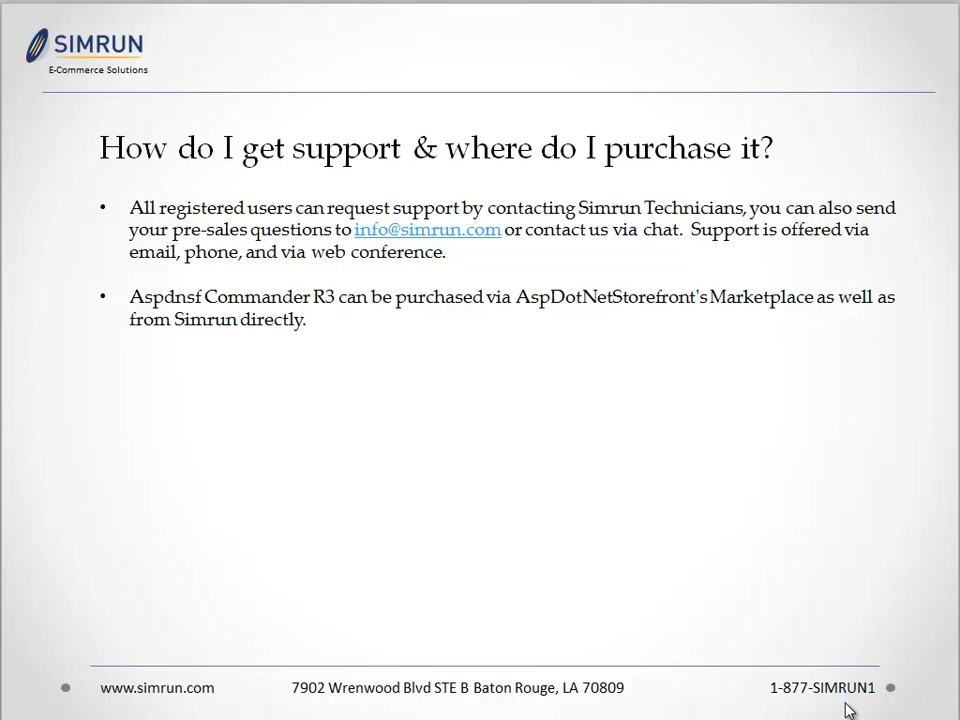 SIMRUN
E-Commerce Solutions
How do I get support & where do I purchase it?
• All registered users can request support by contacting Simrun Technicians, you can also send
your pre-sales questions to info@simrun.com or contact us via chat.  Support is offered via
email, phone, and via web conference.
• Aspdnsf Commander R3 can be purchased via AspDotNetStorefront's Marketplace as well as
from Simrun directly.
www.simrun.com 7902 Wrenwood Blvd STE B Baton Rouge, LA 70809 1-877-SIMRUN1